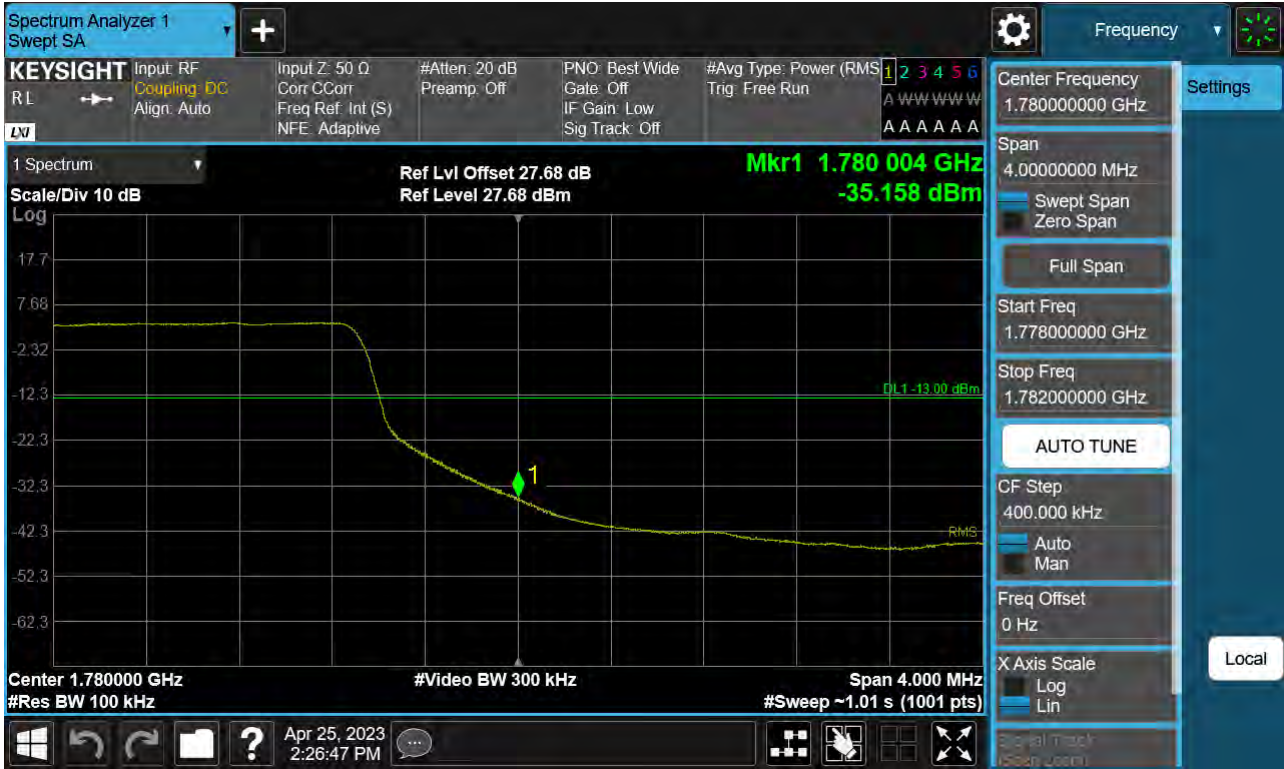 Spectrum Analyzer 1
Swept SA
Frequency
KEYSIGHT
R L
LXI
Input: RF
Coupling: DC
Align: Auto
Input Z: 50 Ω
Corr CCorr
Freq Ref: Int (S)
NFE: Adaptive
#Atten: 20 dB
Preamp: Off
PNO: Best Wide
Gate: Off
IF Gain: Low
Sig Track: Off
#Avg Type: Power (RMS
Trig: Free Run
1 2 3 4 5 6
A W W W W W
A A A A A A
1 Spectrum
Scale/Div 10 dB
Log
Ref Lvl Offset 27.68 dB
Ref Level 27.68 dBm
Mkr1 1.780 004 GHz
-35.158 dBm
17.7
7.68
-2.32
-12.3
-22.3
-32.3
-42.3
-52.3
-62.3
DL1 -13.00 dBm
1
RMS
Center 1.780000 GHz
#Res BW 100 kHz
#Video BW 300 kHz
Span 4.000 MHz
#Sweep ~1.01 s (1001 pts)
Center Frequency
1.780000000 GHz
Span
4.00000000 MHz
Swept Span
Zero Span
Full Span
Start Freq
1.778000000 GHz
Stop Freq
1.782000000 GHz
AUTO TUNE
CF Step
400.000 kHz
Auto
Man
Freq Offset
0 Hz
X Axis Scale
Log
Lin
Signal Track
(Span Zoom)
Settings
Local
?
Apr 25, 2023
2:26:47 PM